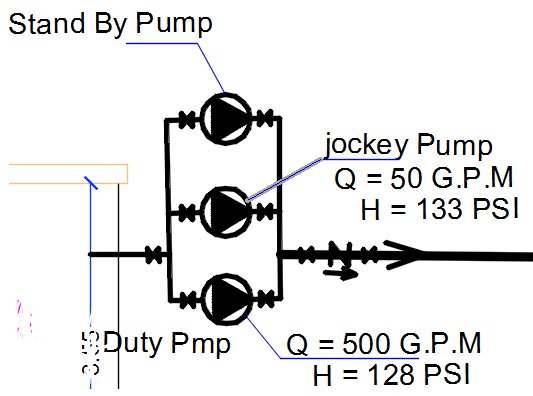 Stand By Pump
jockey Pump
Q = 50 G.P.M
H = 133 PSI
Duty Pmp
Q = 500 G.P.M
H = 128 PSI